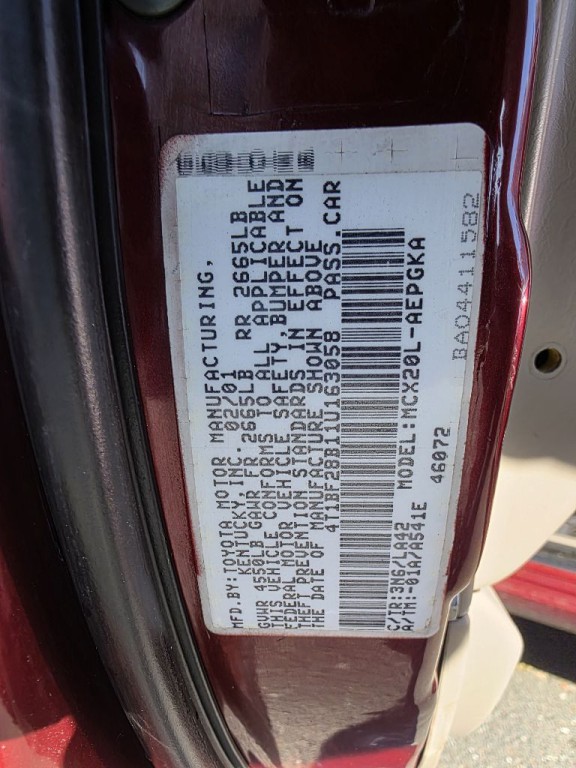 MFD.BY:TOYOTA MOTOR MANUFACTURING,
KENTUCKY, INC. 02/01
GVWR 4550LB GAWR FR 2665LB RR 2665LB
THIS VEHICLE CONFORMS TO ALL APPLICABLE
FEDERAL MOTOR VEHICLE SAFETY,BUMPER AND
THEFT PREVENTION STANDARDS IN EFFECT ON
THE DATE OF MANUFACTURE SHOWN ABOVE
4T1BF28B11U163058 PASS.CAR
C/TR:3N6/LA42 MODEL:MCX20L-AEPGKA
A/TM:-01A/A541E 46072
BA04411582